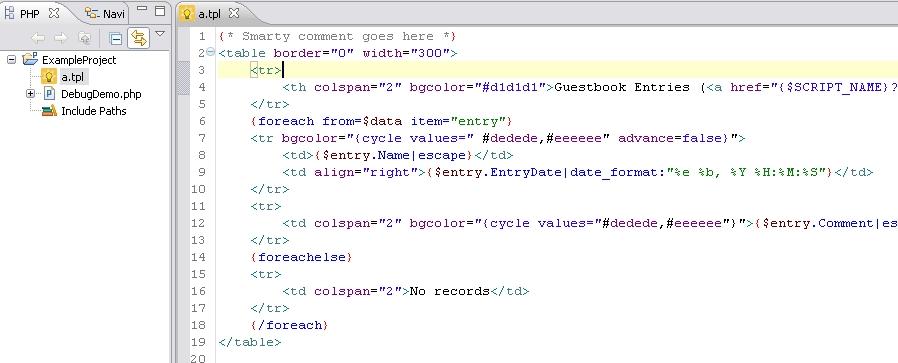 PHP
Navi
ExampleProject
a.tpl
DebugDemo.php
Include Paths
a.tpl
1 {* Smarty comment goes here *}
2 <table border="0" width="300">
3 <tr>
4 <th colspan="2" bgcolor="#d1d1d1">Guestbook Entries (<a href="{$SCRIPT_NAME}?
5 </tr>
6 {foreach from=$data item="entry"}
7 <tr bgcolor="{cycle values=" #dedede,#eeeeee" advance=false}">
8 <td>{$entry.Name|escape}</td>
9 <td align="right">{$entry.EntryDate|date_format:"%e %b, %Y %H:%M:%S"}</td>
10 </tr>
11 <tr>
12 <td colspan="2" bgcolor="{cycle values="#dedede,#eeeeee"}">{$entry.Comment|es
13 </tr>
14 {foreachelse}
15 <tr>
16 <td colspan="2">No records</td>
17 </tr>
18 {/foreach}
19 </table>
20